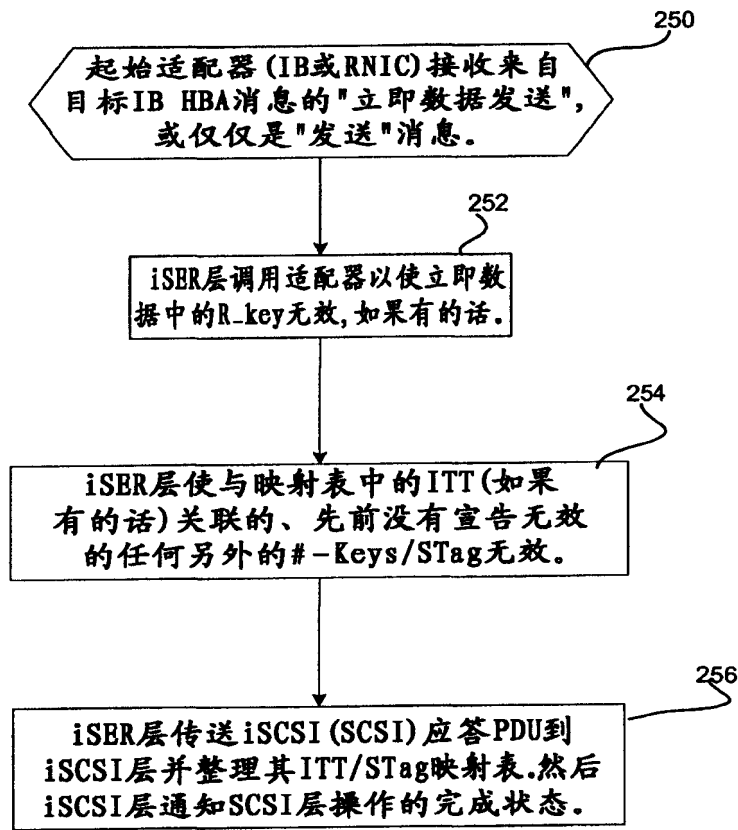 250
起始适配器(IB或RNIC)接收来自
目标IB HBA消息的"立即数据发送",
或仅仅是"发送"消息.
252
iSER层调用适配器以使立即数
据中的R_key无效,如果有的话.
254
iSER层使与映射表中的ITT(如果
有的话)关联的、先前没有宣告无效
的任何另外的#-Keys/STag无效。
256
iSER层传送iSCSI(SCSI)应答PDU到
iSCSI层并整理其ITT/STag映射表.然后
iSCSI层通知SCSI层操作的完成状态.